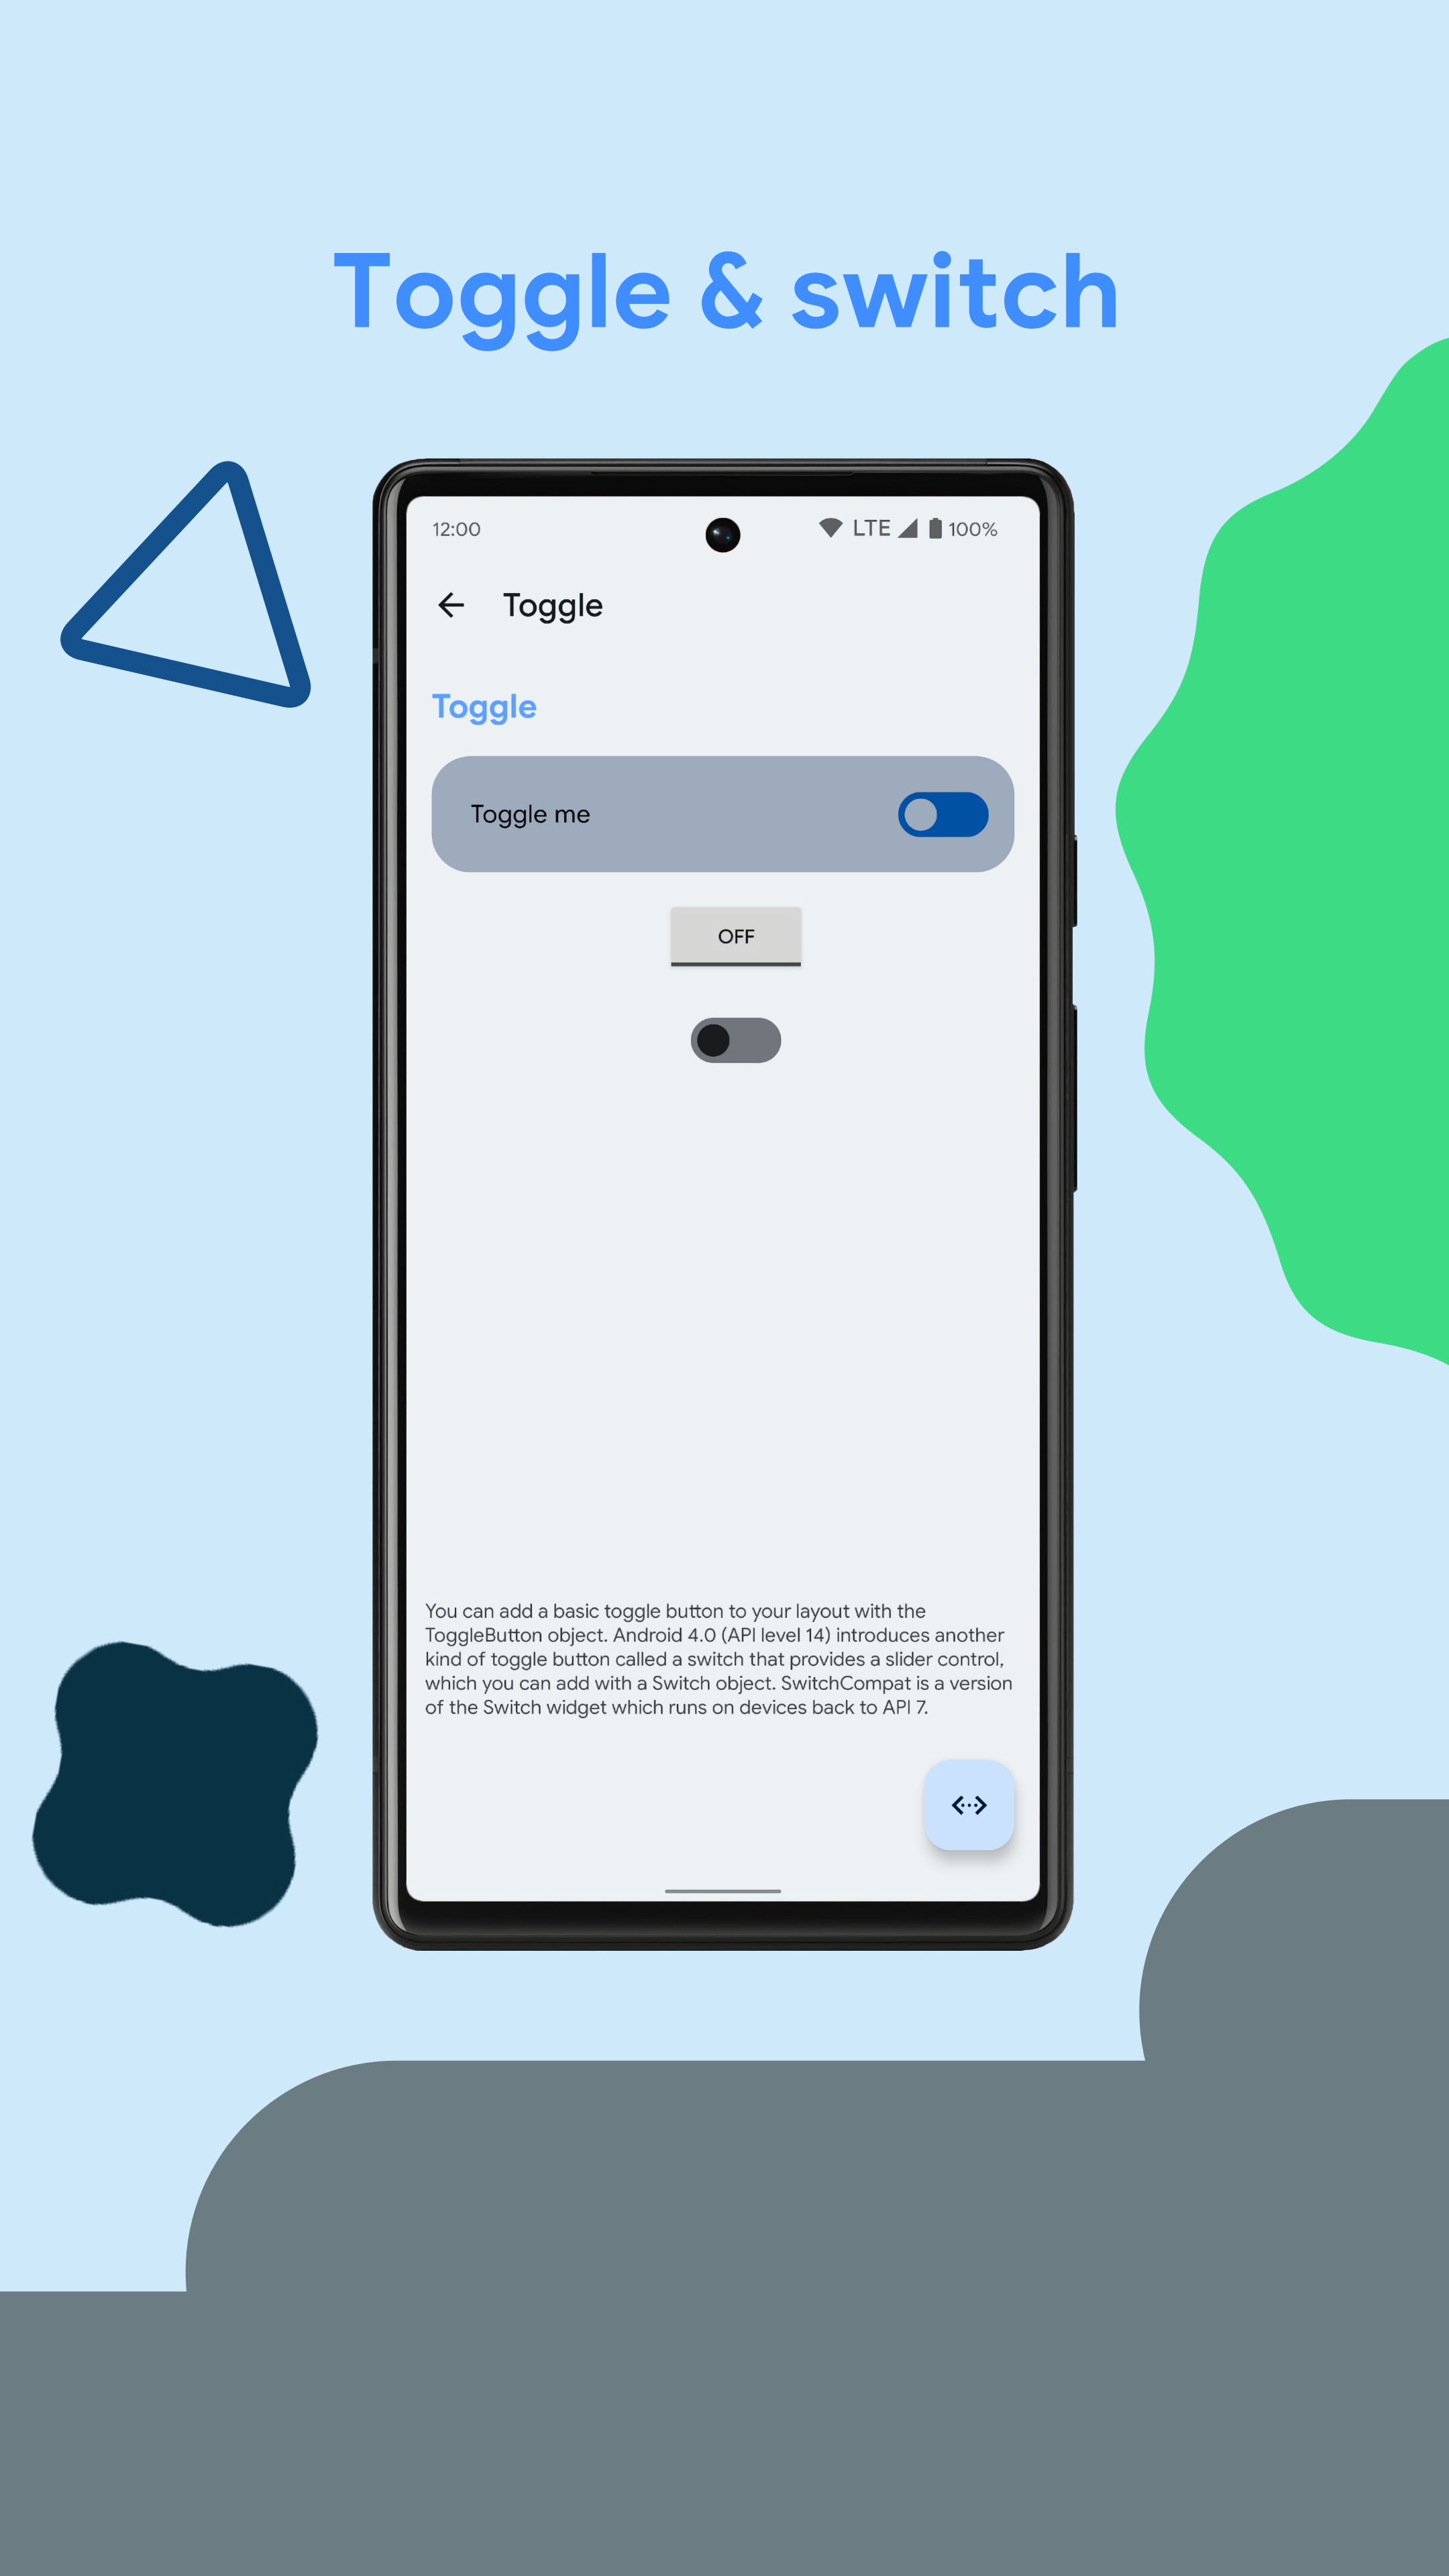 Toggle & switch
12:00 LTE 100%
Toggle
Toggle
Toggle me
OFF
You can add a basic toggle button to your layout with the
ToggleButton object. Android 4.0 (API level 14) introduces another
kind of toggle button called a switch that provides a slider control,
which you can add with a Switch object. SwitchCompat is a version
of the Switch widget which runs on devices back to API 7.